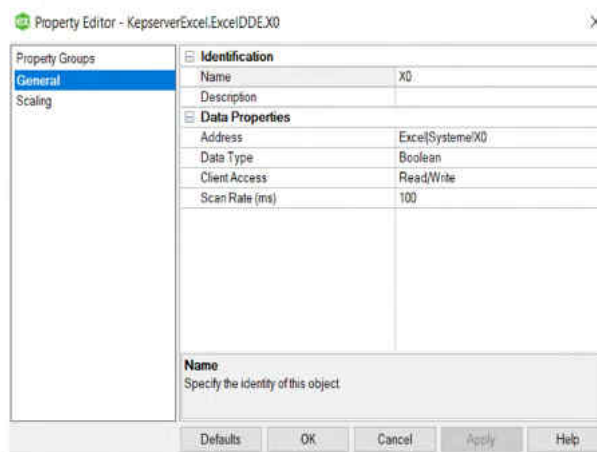 Property Editor - KepserverExcel.ExcelDDE.X0
Property Groups
General
Scaling
Identification
Name X0
Description
Data Properties
Address Excel|Systeme!X0
Data Type Boolean
Client Access Read/Write
Scan Rate (ms) 100
Name
Specify the identity of this object.
Defaults OK Cancel Apply Help